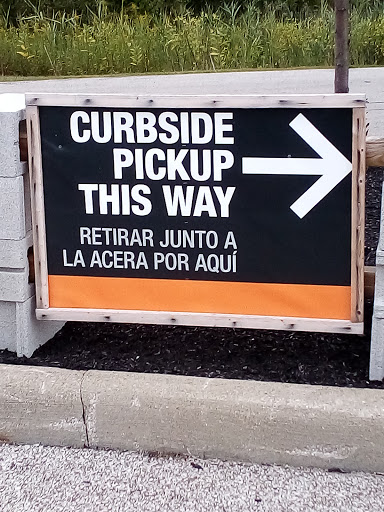 CURBSIDE
PICKUP
THIS WAY
RETIRAR JUNTO A
LA ACERA POR AQUÍ